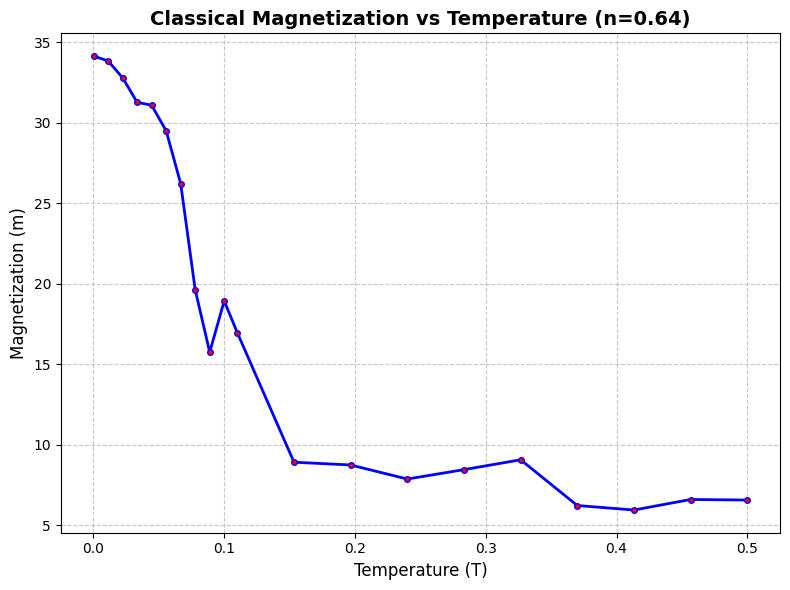 Classical Magnetization vs Temperature (n=0.64)
Magnetization (m)
35
30
25
20
15
10
5
0.0 0.1 0.2 0.3 0.4 0.5
Temperature (T)